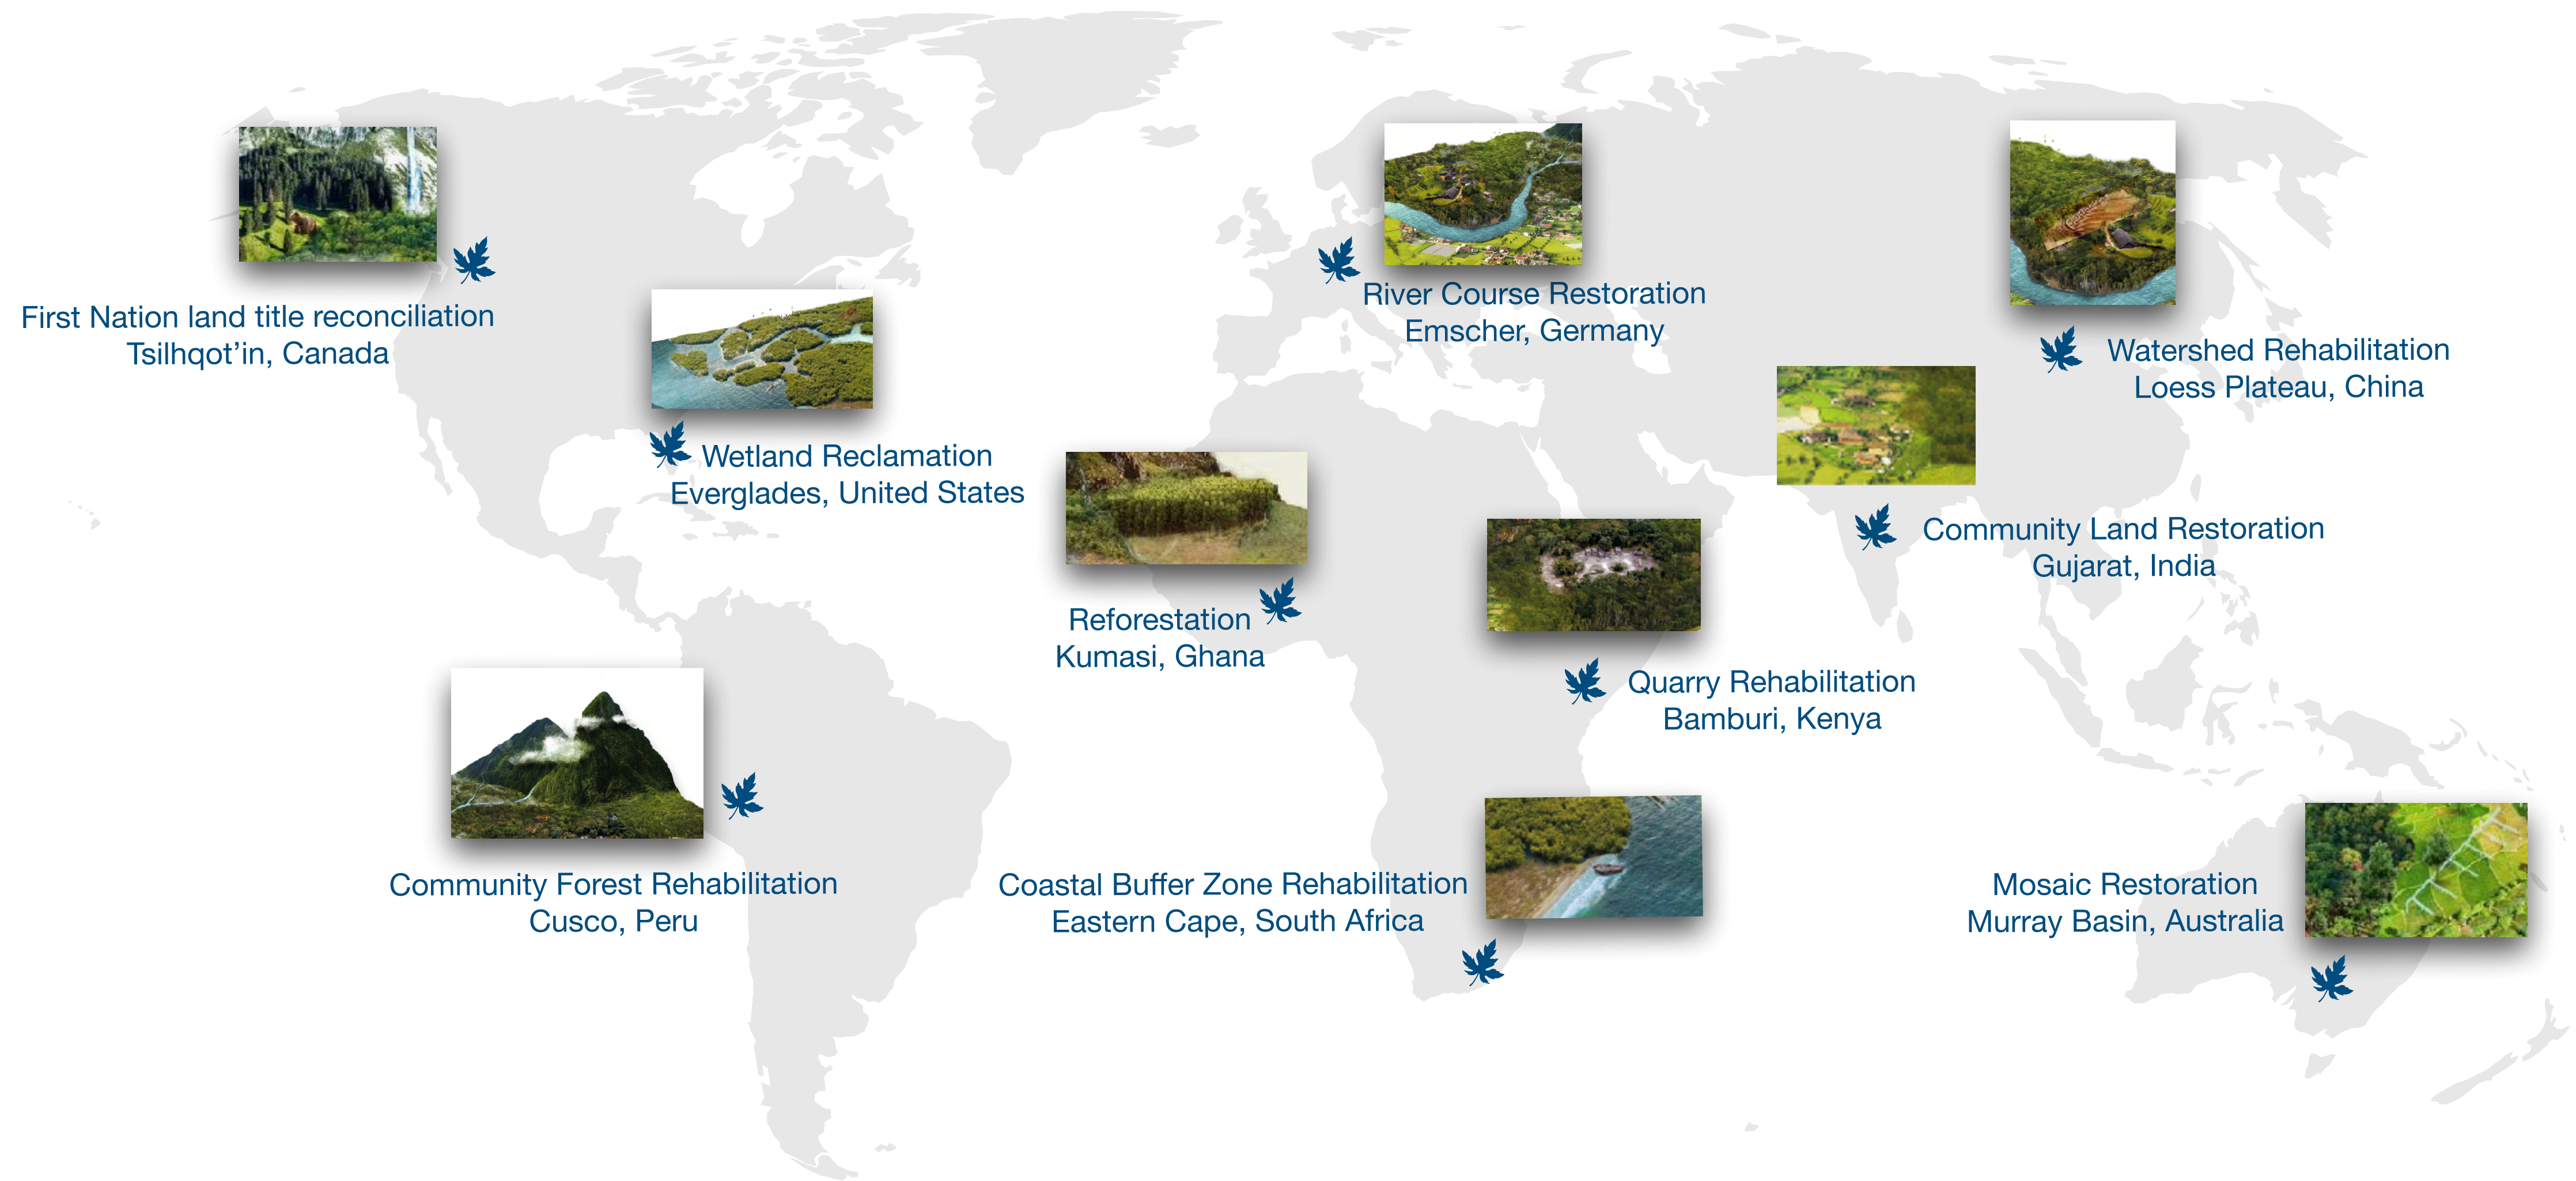 First Nation land title reconciliation
Tsilhqot’in, Canada
River Course Restoration
Emscher, Germany
Watershed Rehabilitation
Loess Plateau, China
Wetland Reclamation
Everglades, United States
Community Land Restoration
Gujarat, India
Reforestation
Kumasi, Ghana
Quarry Rehabilitation
Bamburi, Kenya
Community Forest Rehabilitation
Cusco, Peru
Coastal Buffer Zone Rehabilitation
Eastern Cape, South Africa
Mosaic Restoration
Murray Basin, Australia